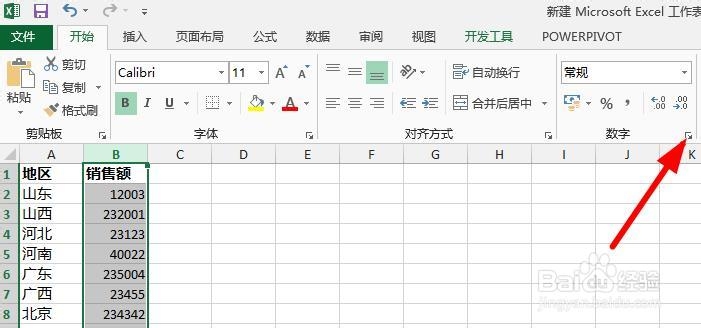 新建 Microsoft Excel 工作表
文件 开始 插入 页面布局 公式 数据 审阅 视图 开发工具 POWERPIVOT
剪切
复制
格式刷
粘贴
剪贴板
Calibri 11
B I U
字体
自动换行
合并后居中
对齐方式
常规
%
数字
A B C D E F G H I J K
1 地区 销售额
2 山东 12003
3 山西 232001
4 河北 23123
5 河南 40022
6 广东 235004
7 广西 23455
8 北京 234342
Baidu 经验
jingyan.baidu.com